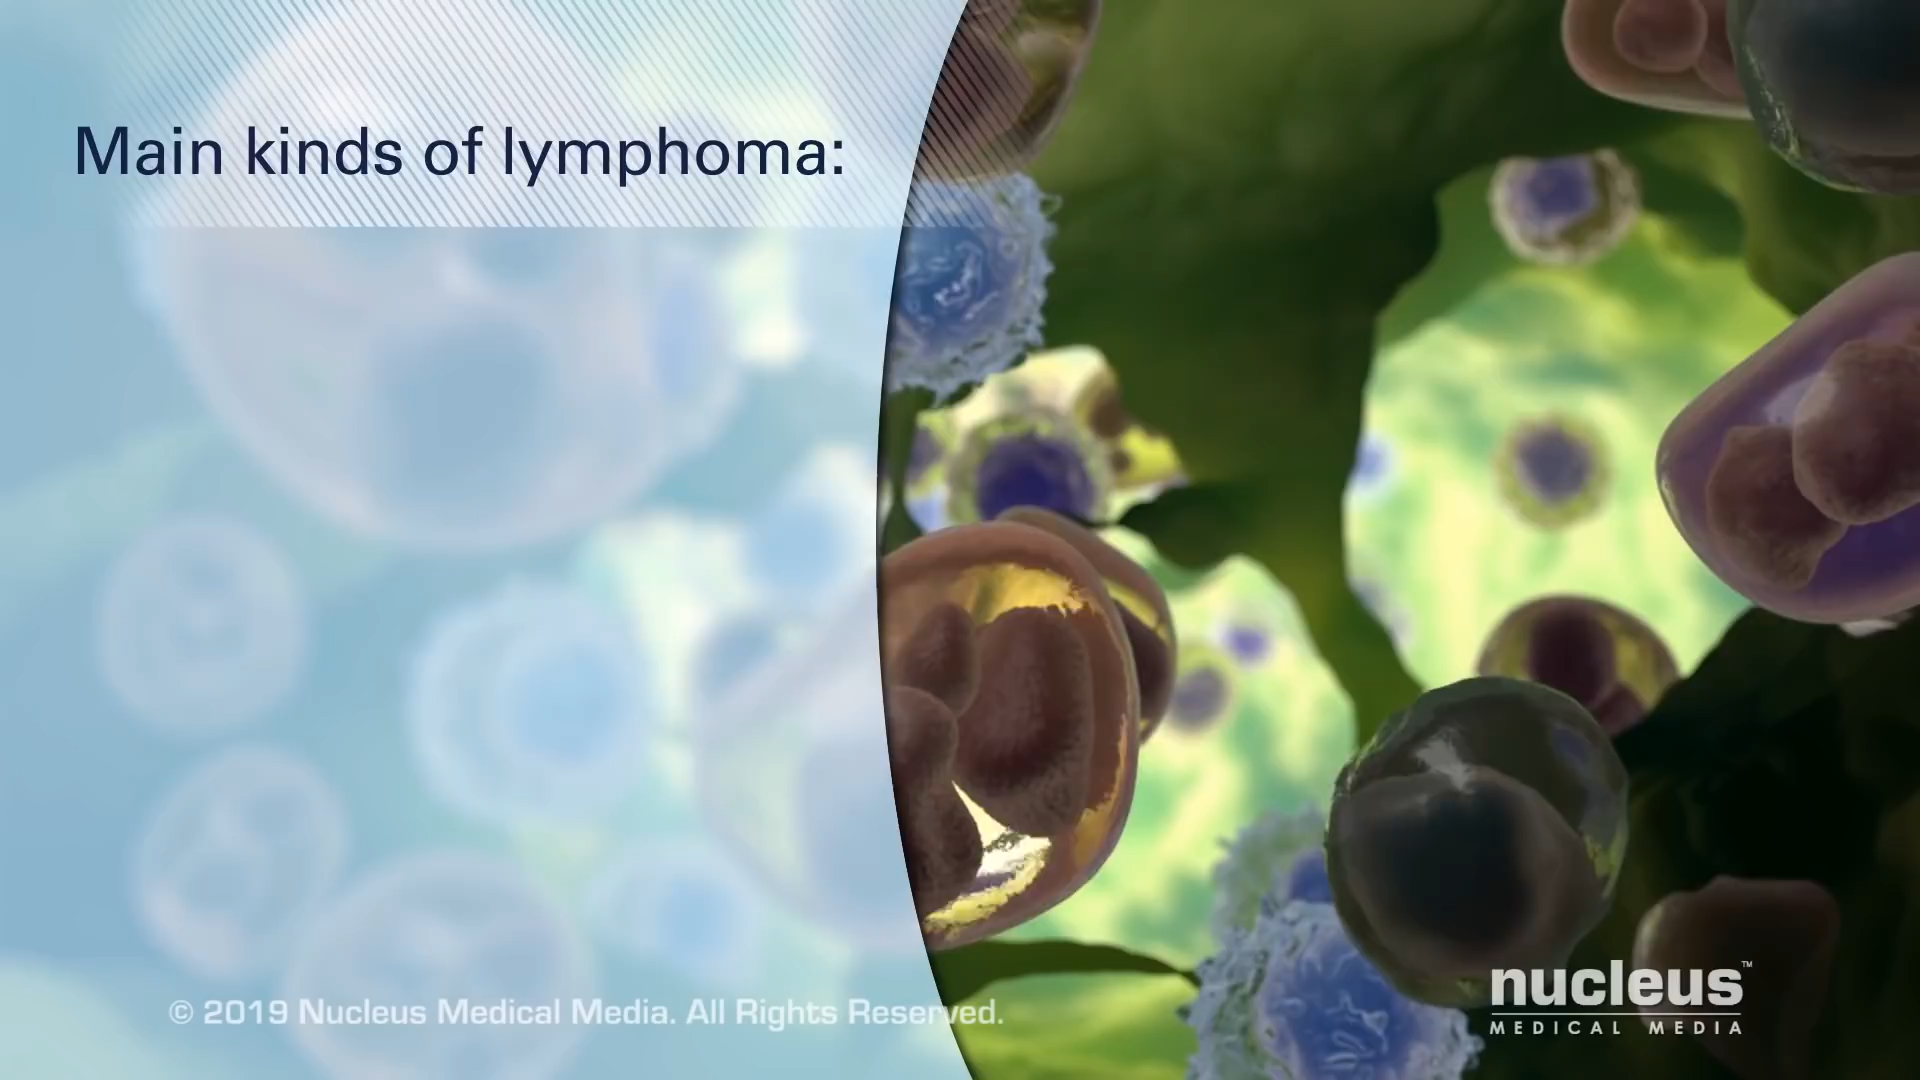 Main kinds of lymphoma:
© 2019 Nucleus Medical Media. All Rights Reserved.
nucleus™
MEDICAL MEDIA